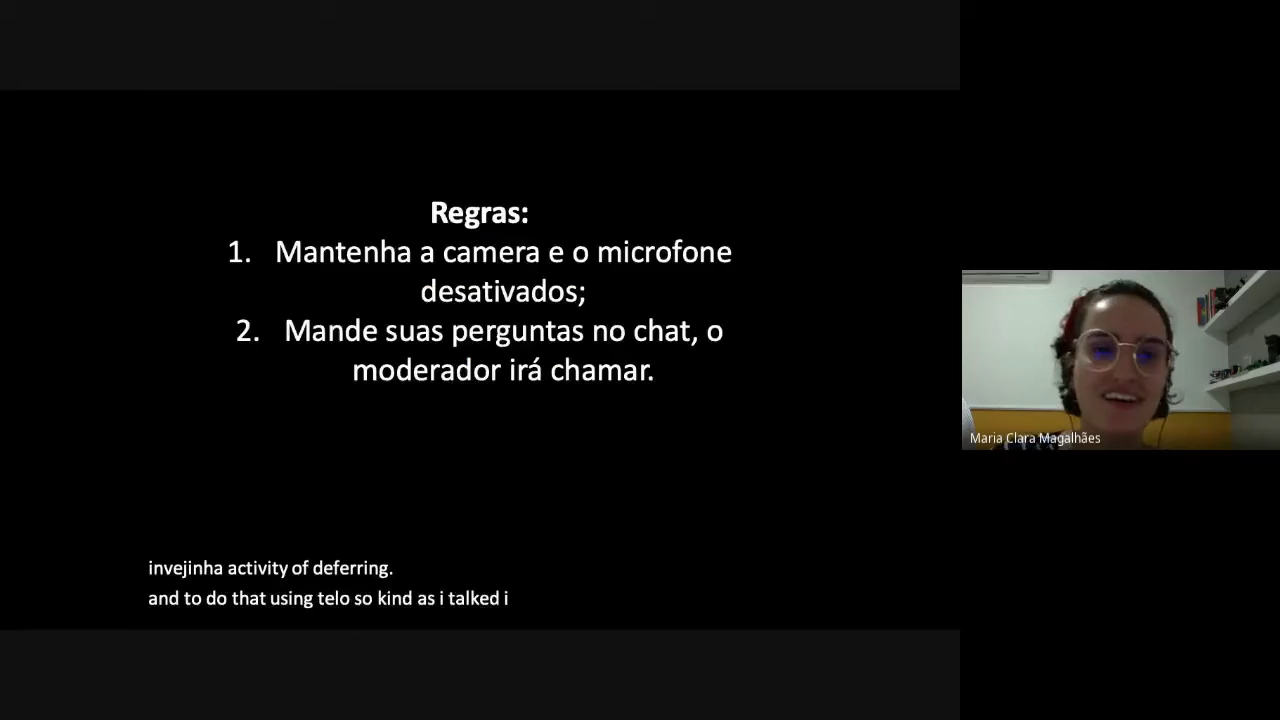 Regras:
1. Mantenha a camera e o microfone
desativados;
2. Mande suas perguntas no chat, o
moderador irá chamar.
Maria Clara Magalhães
invejinha activity of deferring.
and to do that using telo so kind as i talked i